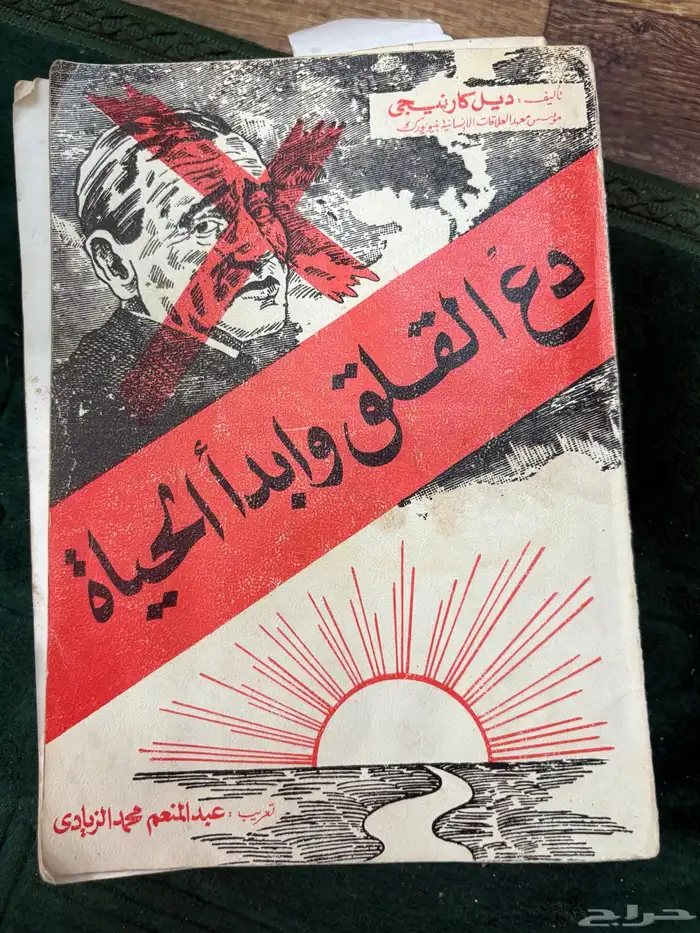 تأليف: ديل كارنيجي
مؤسس معهد العلاقات الإنسانية بنيويورك
دع القلق وابدأ الحياة
تعريب: عبد المنعم محمد الزيادي
حراج